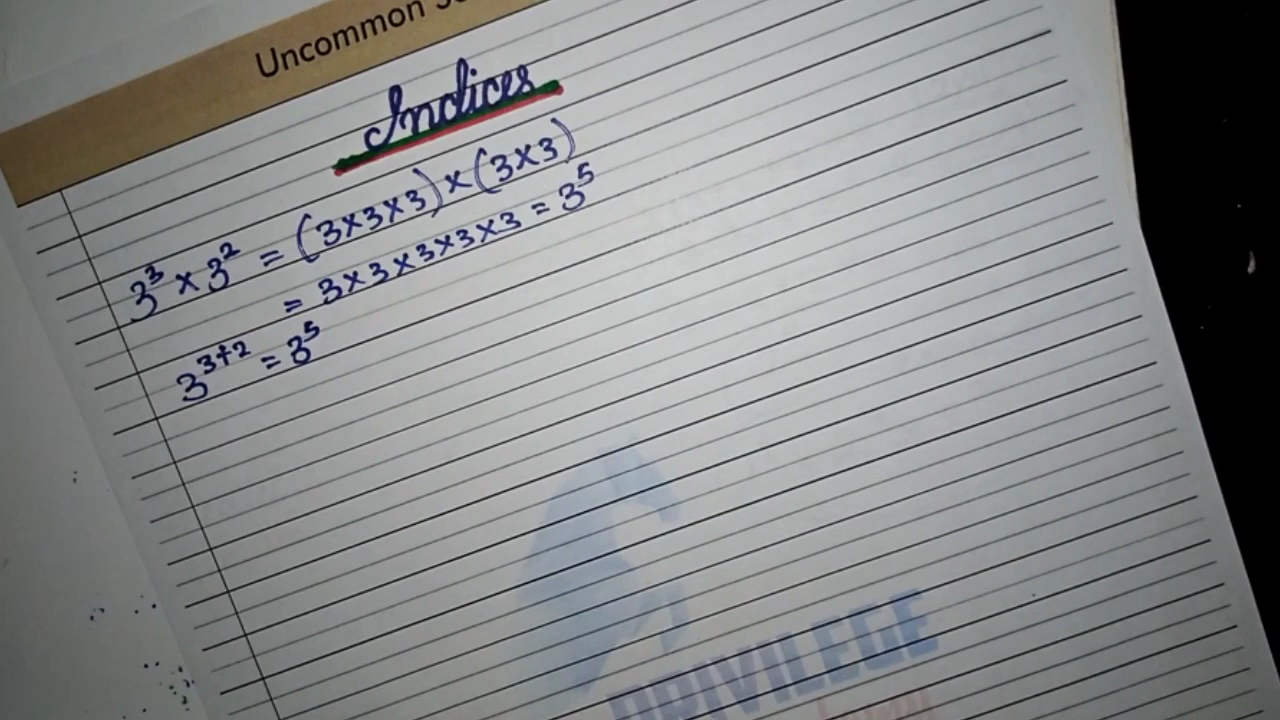 Uncommon
Indices
3³ × 3² = (3×3×3) × (3×3)
= 3×3×3×3×3 = 3⁵
3³⁺² = 3⁵
PRIVILEGE